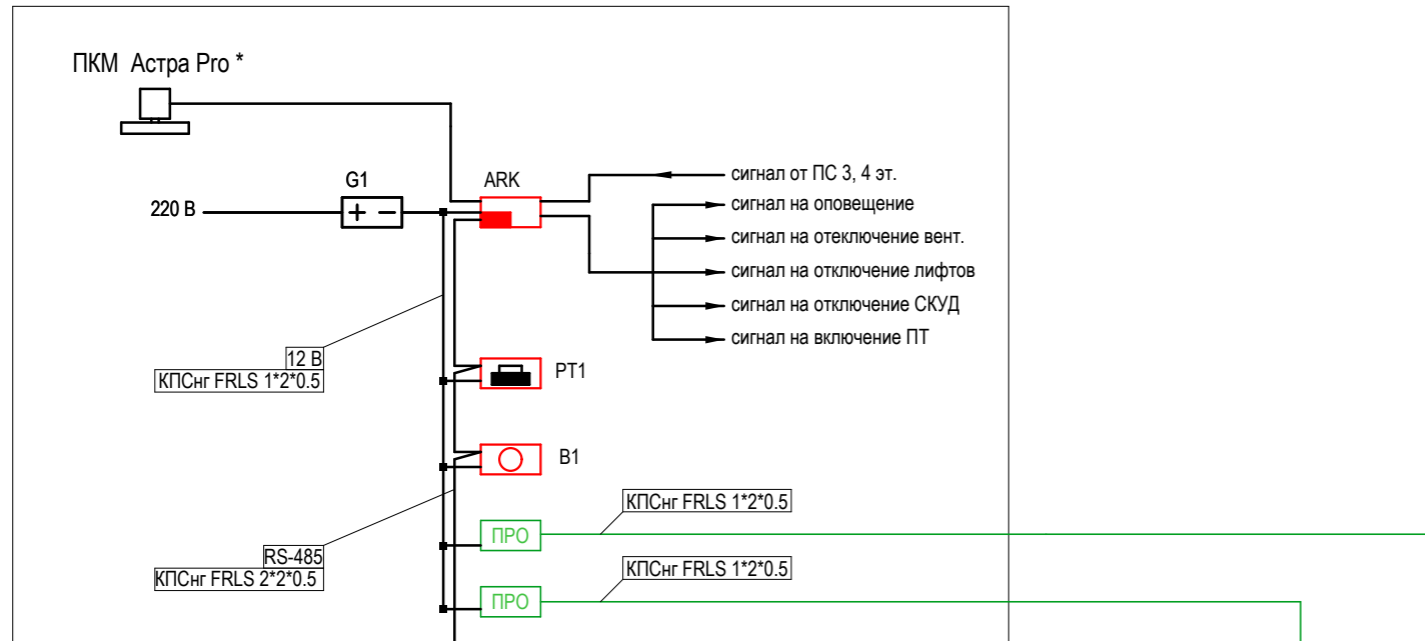 ПКМ Астра Pro *
G1
ARK
220 В
сигнал от ПС 3, 4 эт.
сигнал на оповещение
сигнал на отеключение вент.
сигнал на отключение лифтов
сигнал на отключение СКУД
сигнал на включение ПТ
12 В
КПСнг FRLS 1*2*0.5
PT1
B1
КПСнг FRLS 1*2*0.5
ПРО
RS-485
КПСнг FRLS 2*2*0.5
КПСнг FRLS 1*2*0.5
ПРО